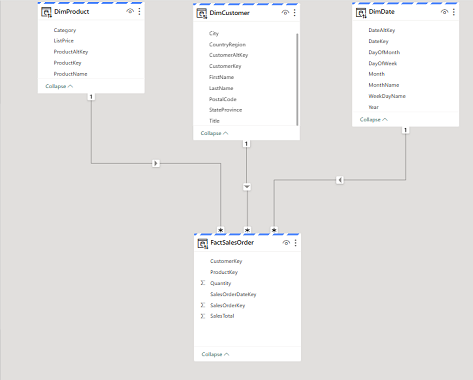 DimProduct
Category
ListPrice
ProductAltKey
ProductKey
ProductName
Collapse
DimCustomer
City
CountryRegion
CustomerAltKey
CustomerKey
FirstName
LastName
PostalCode
StateProvince
Title
Collapse
DimDate
DateAltKey
DateKey
DayOfMonth
DayOfWeek
Month
MonthName
WeekDayName
Year
Collapse
1
1
1
* * *
FactSalesOrder
CustomerKey
ProductKey
Σ Quantity
SalesOrderDateKey
Σ SalesOrderKey
Σ SalesTotal
Collapse